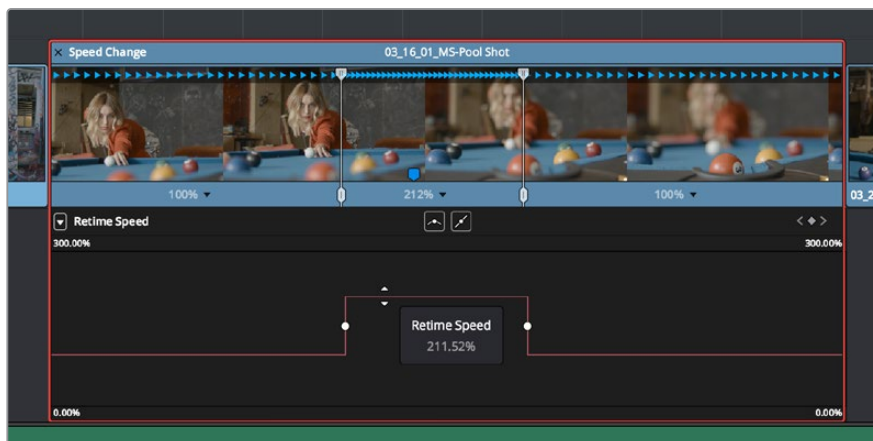 × Speed Change 03_16_01_MS-Pool Shot
100% 212% 100%
03_2
Retime Speed
300.00% 300.00%
Retime Speed
211.52%
0.00% 0.00%